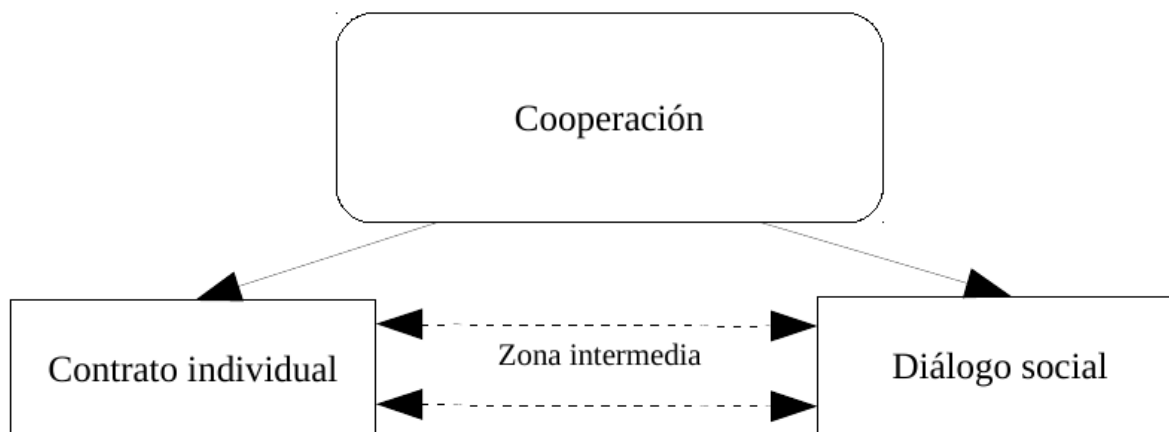 Cooperación
Contrato individual
Zona intermedia
Diálogo social